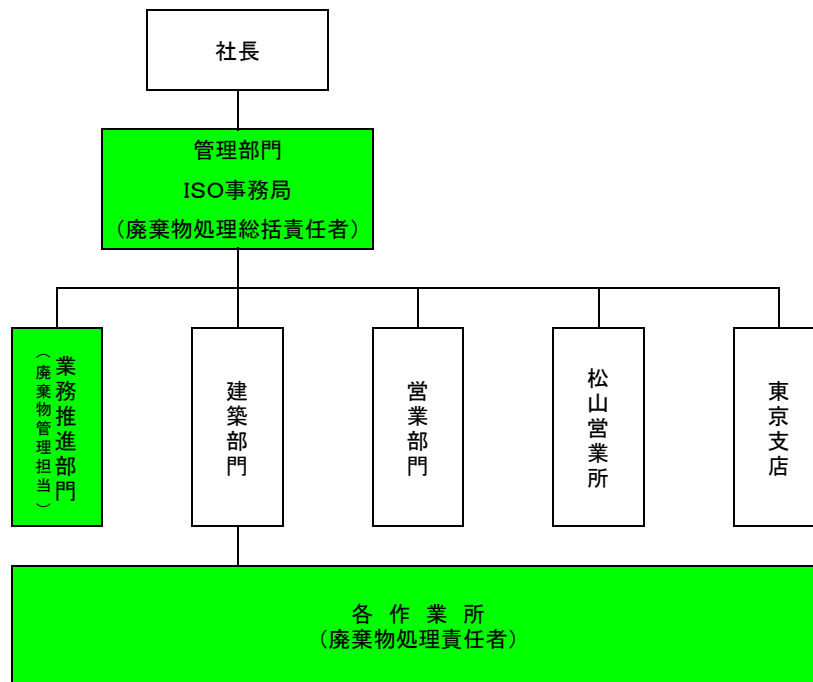 社長
管理部門
ISO事務局
（廃棄物処理総括責任者）
業務推進部門
（廃棄物管理担当）
建築部門
営業部門
松山営業所
東京支店
各作業所
（廃棄物処理責任者）